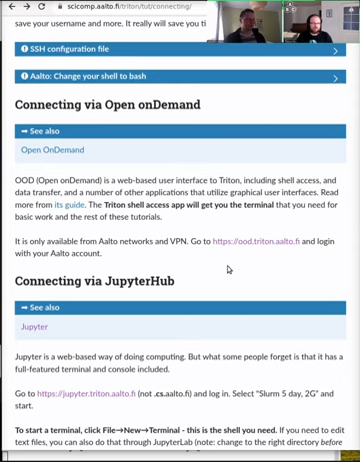 scicomp.aalto.fi/triton/tut/connecting/
save your username and more. It really will save you ti
SSH configuration file
Aalto: Change your shell to bash
Connecting via Open onDemand
➡ See also
Open OnDemand
OOD (Open onDemand) is a web-based user interface to Triton, including shell access, and
data transfer, and a number of other applications that utilize graphical user interfaces. Read
more from its guide. The Triton shell access app will get you the terminal that you need for
basic work and the rest of these tutorials.
It is only available from Aalto networks and VPN. Go to https://ood.triton.aalto.fi and login
with your Aalto account.
Connecting via JupyterHub
➡ See also
Jupyter
Jupyter is a web-based way of doing computing. But what some people forget is that it has a
full-featured terminal and console included.
Go to https://jupyter.triton.aalto.fi (not .cs.aalto.fi) and log in. Select "Slurm 5 day, 2G" and
start.
To start a terminal, click File→New→Terminal - this is the shell you need. If you need to edit
text files, you can also do that through JupyterLab (note: change to the right directory before